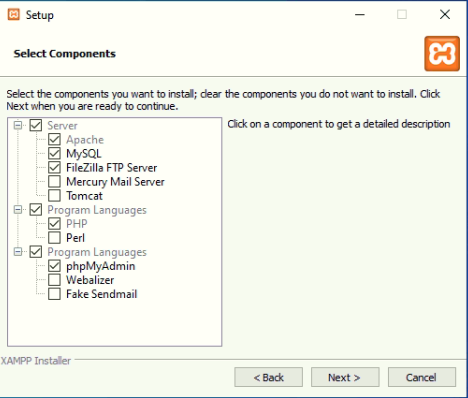 Setup
Select Components
Select the components you want to install; clear the components you do not want to install. Click
Next when you are ready to continue.
Server
Apache
MySQL
FileZilla FTP Server
Mercury Mail Server
Tomcat
Program Languages
PHP
Perl
Program Languages
phpMyAdmin
Webalizer
Fake Sendmail
Click on a component to get a detailed description
XAMPP Installer
< Back
Next >
Cancel